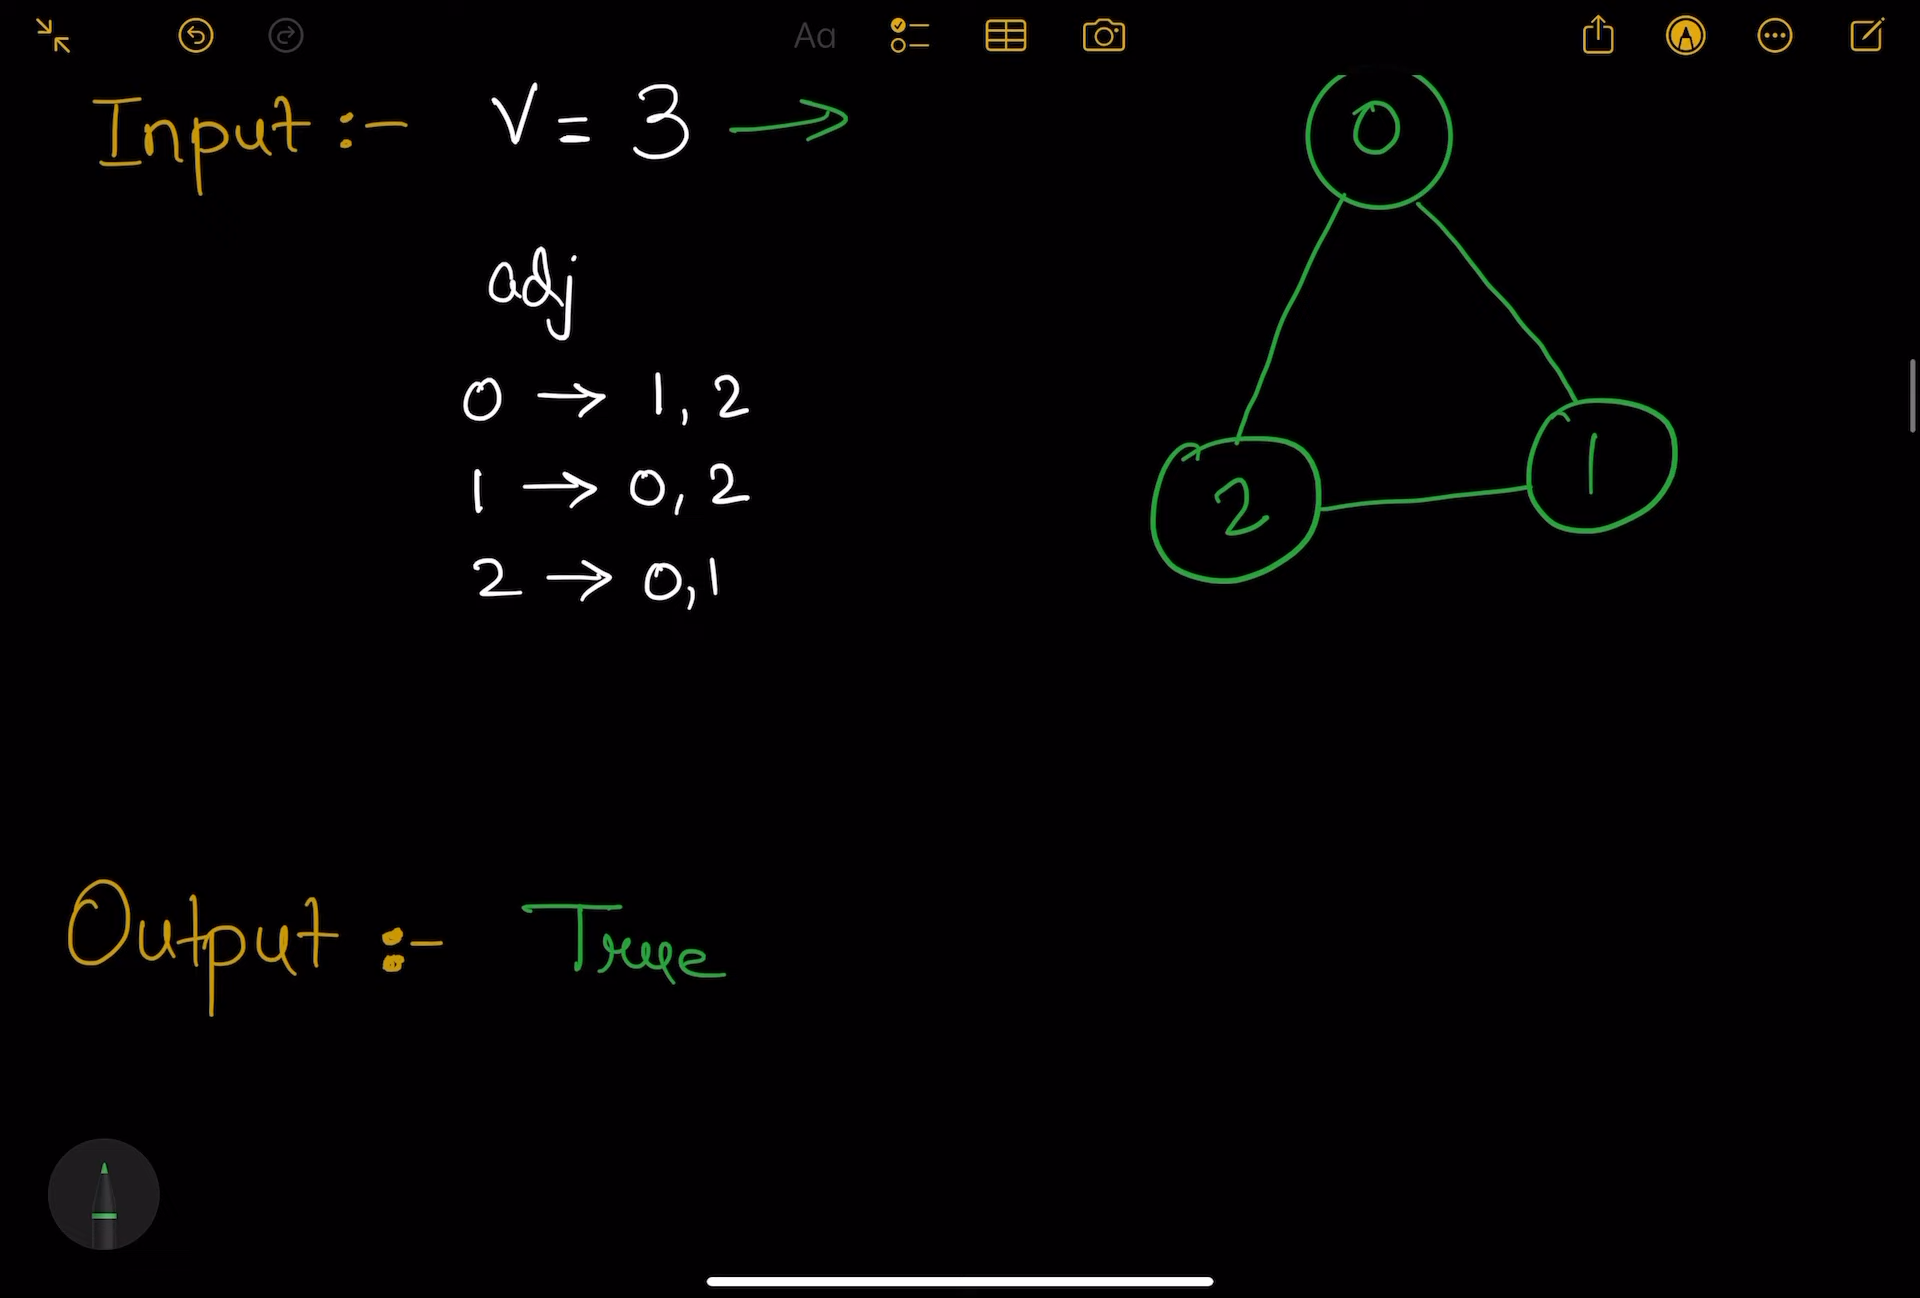 Aa
Input :- V = 3 →
adj
0 → 1, 2
1 → 0, 2
2 → 0, 1
0
2
1
Output :- True